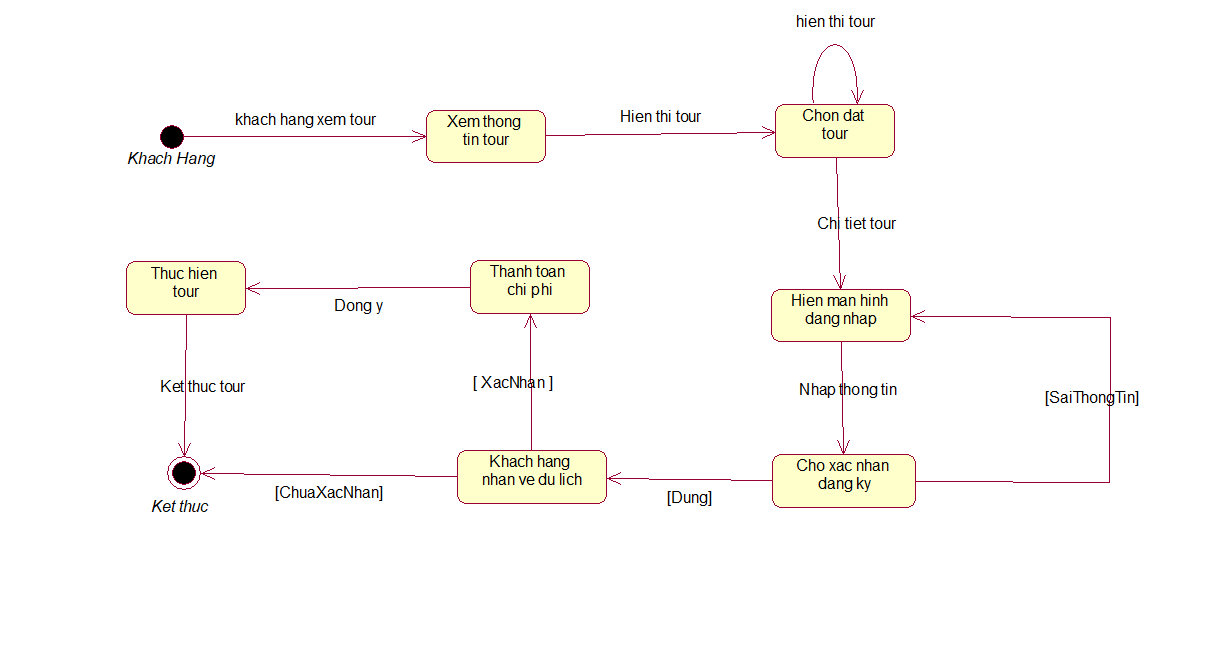 hien thi tour
khach hang xem tour
Hien thi tour
Xem thong
tin tour
Chon dat
tour
Khach Hang
Chi tiet tour
Thuc hien
tour
Thanh toan
chi phi
Dong y
Hien man hinh
dang nhap
Ket thuc tour
[ XacNhan ]
Nhap thong tin
[SaiThongTin]
Khach hang
nhan ve du lich
Cho xac nhan
dang ky
[ChuaXacNhan]
[Dung]
Ket thuc